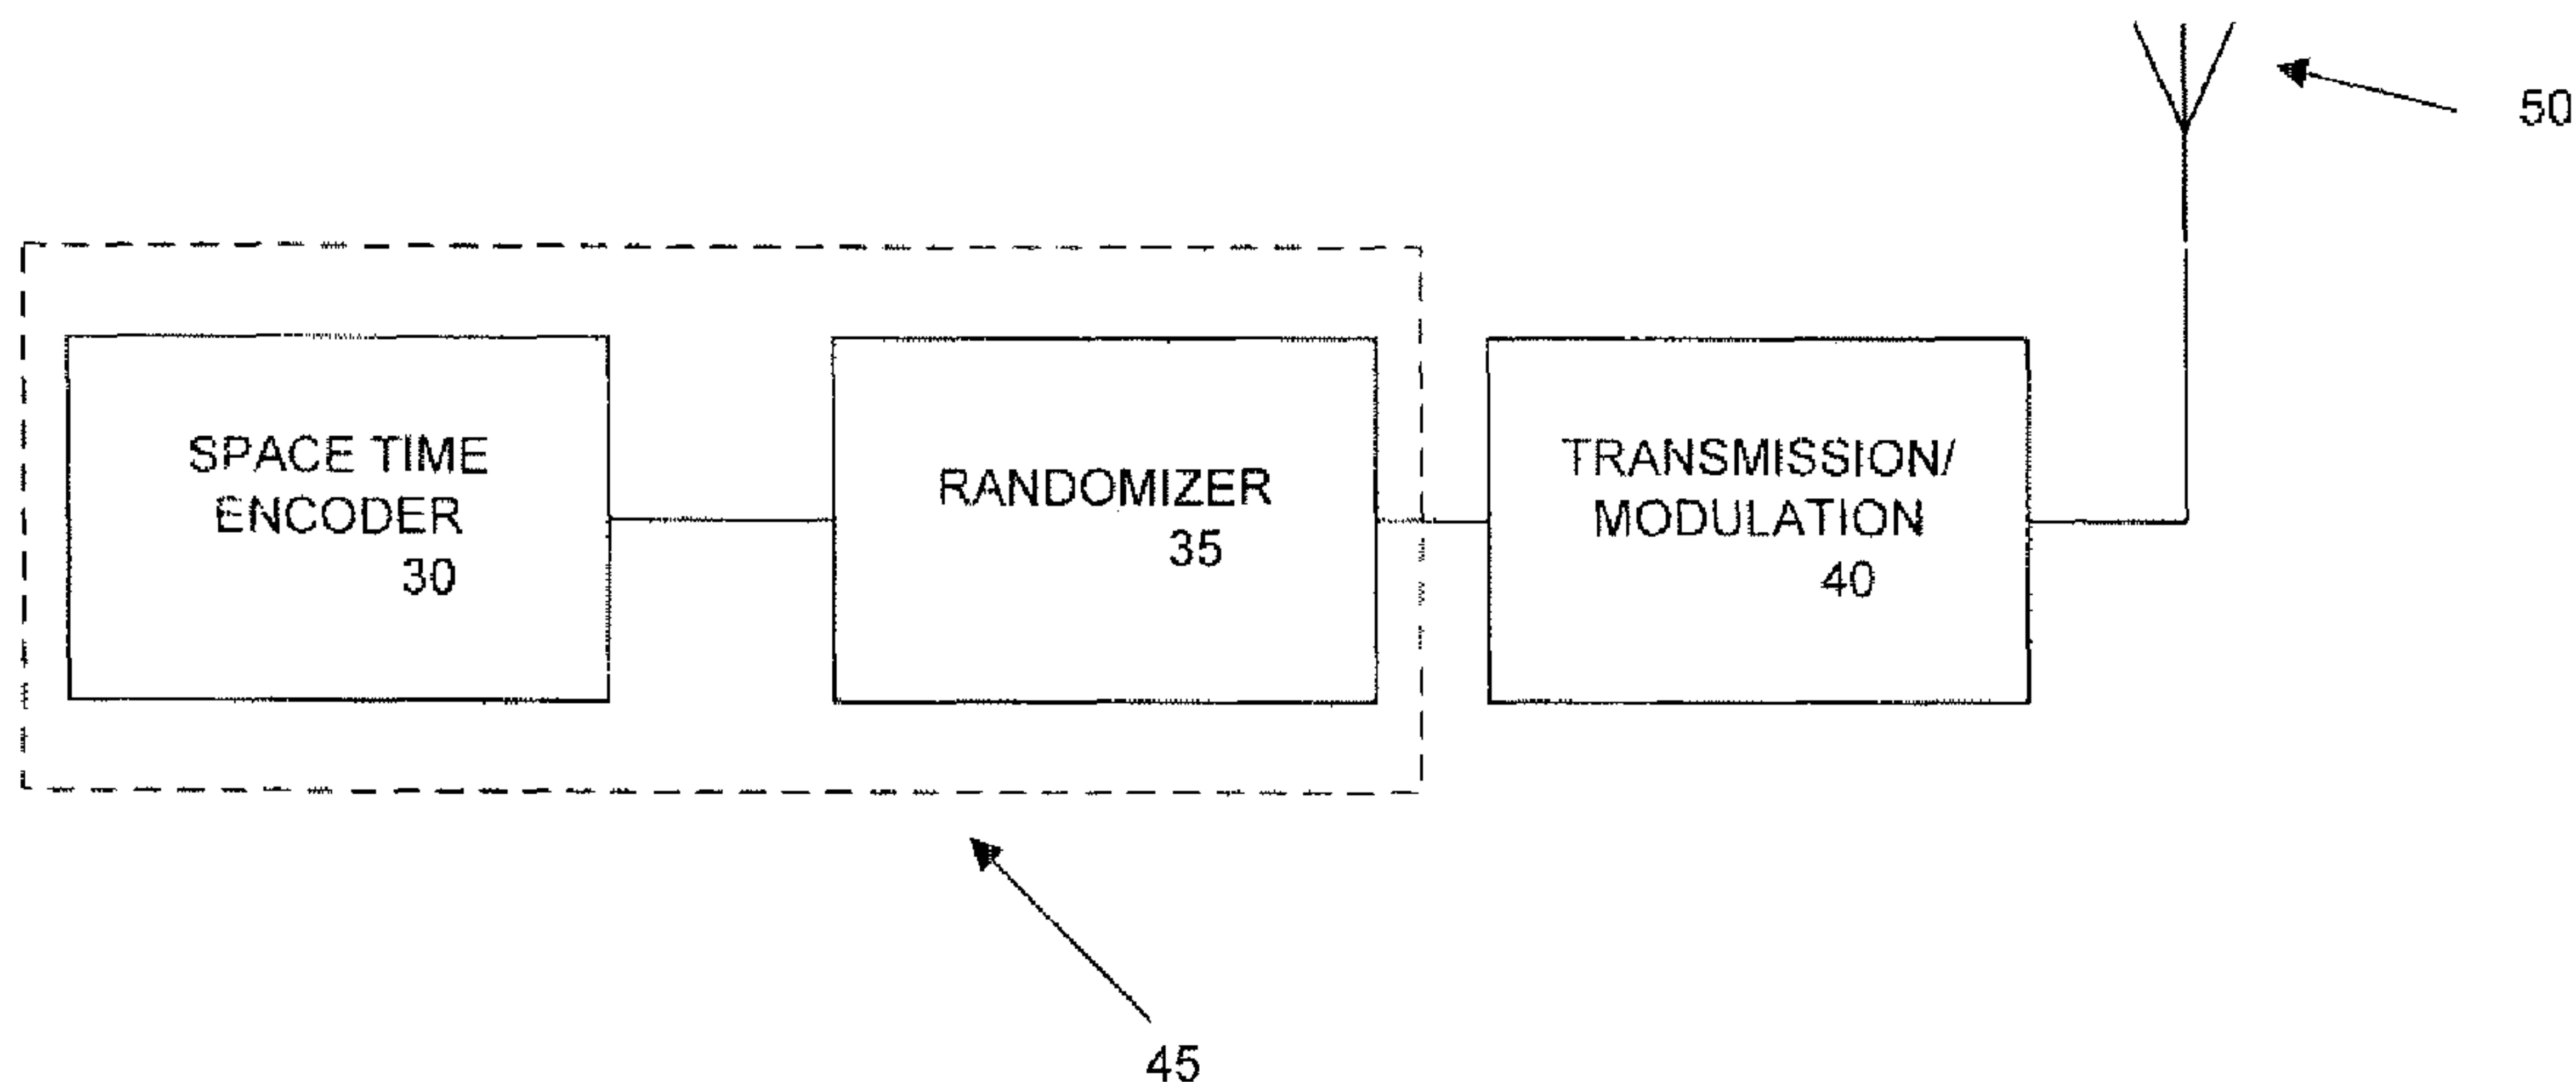 50
SPACE TIME
ENCODER
30
RANDOMIZER
35
TRANSMISSION/
MODULATION
40
45